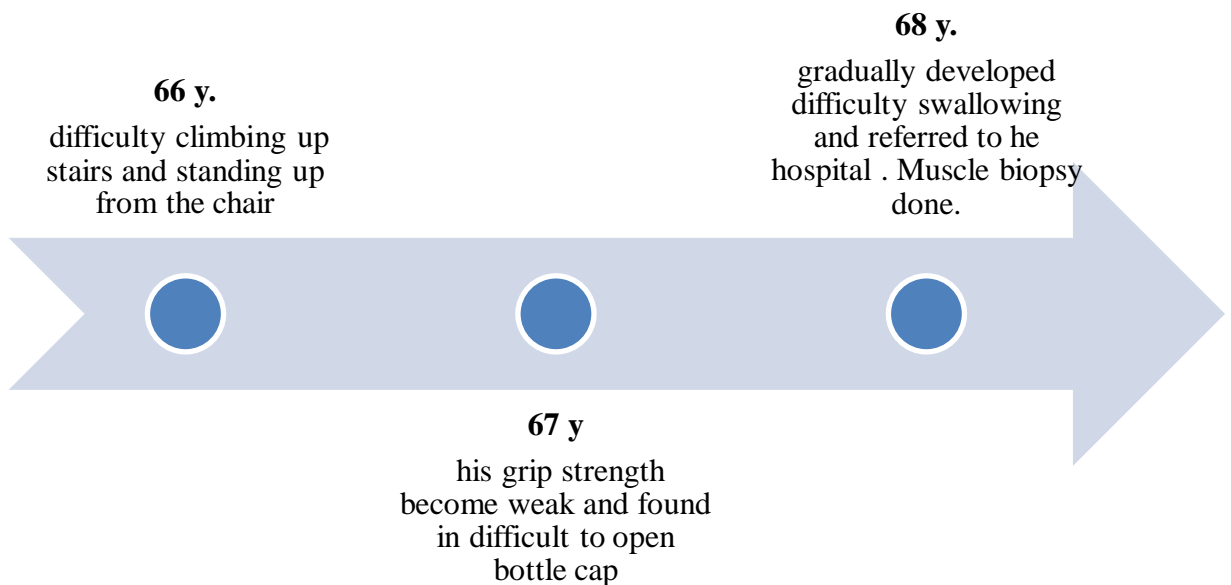 66 y.
difficulty climbing up
stairs and standing up
from the chair
67 y
his grip strength
become weak and found
in difficult to open
bottle cap
68 y.
gradually developed
difficulty swallowing
and referred to he
hospital . Muscle biopsy
done.